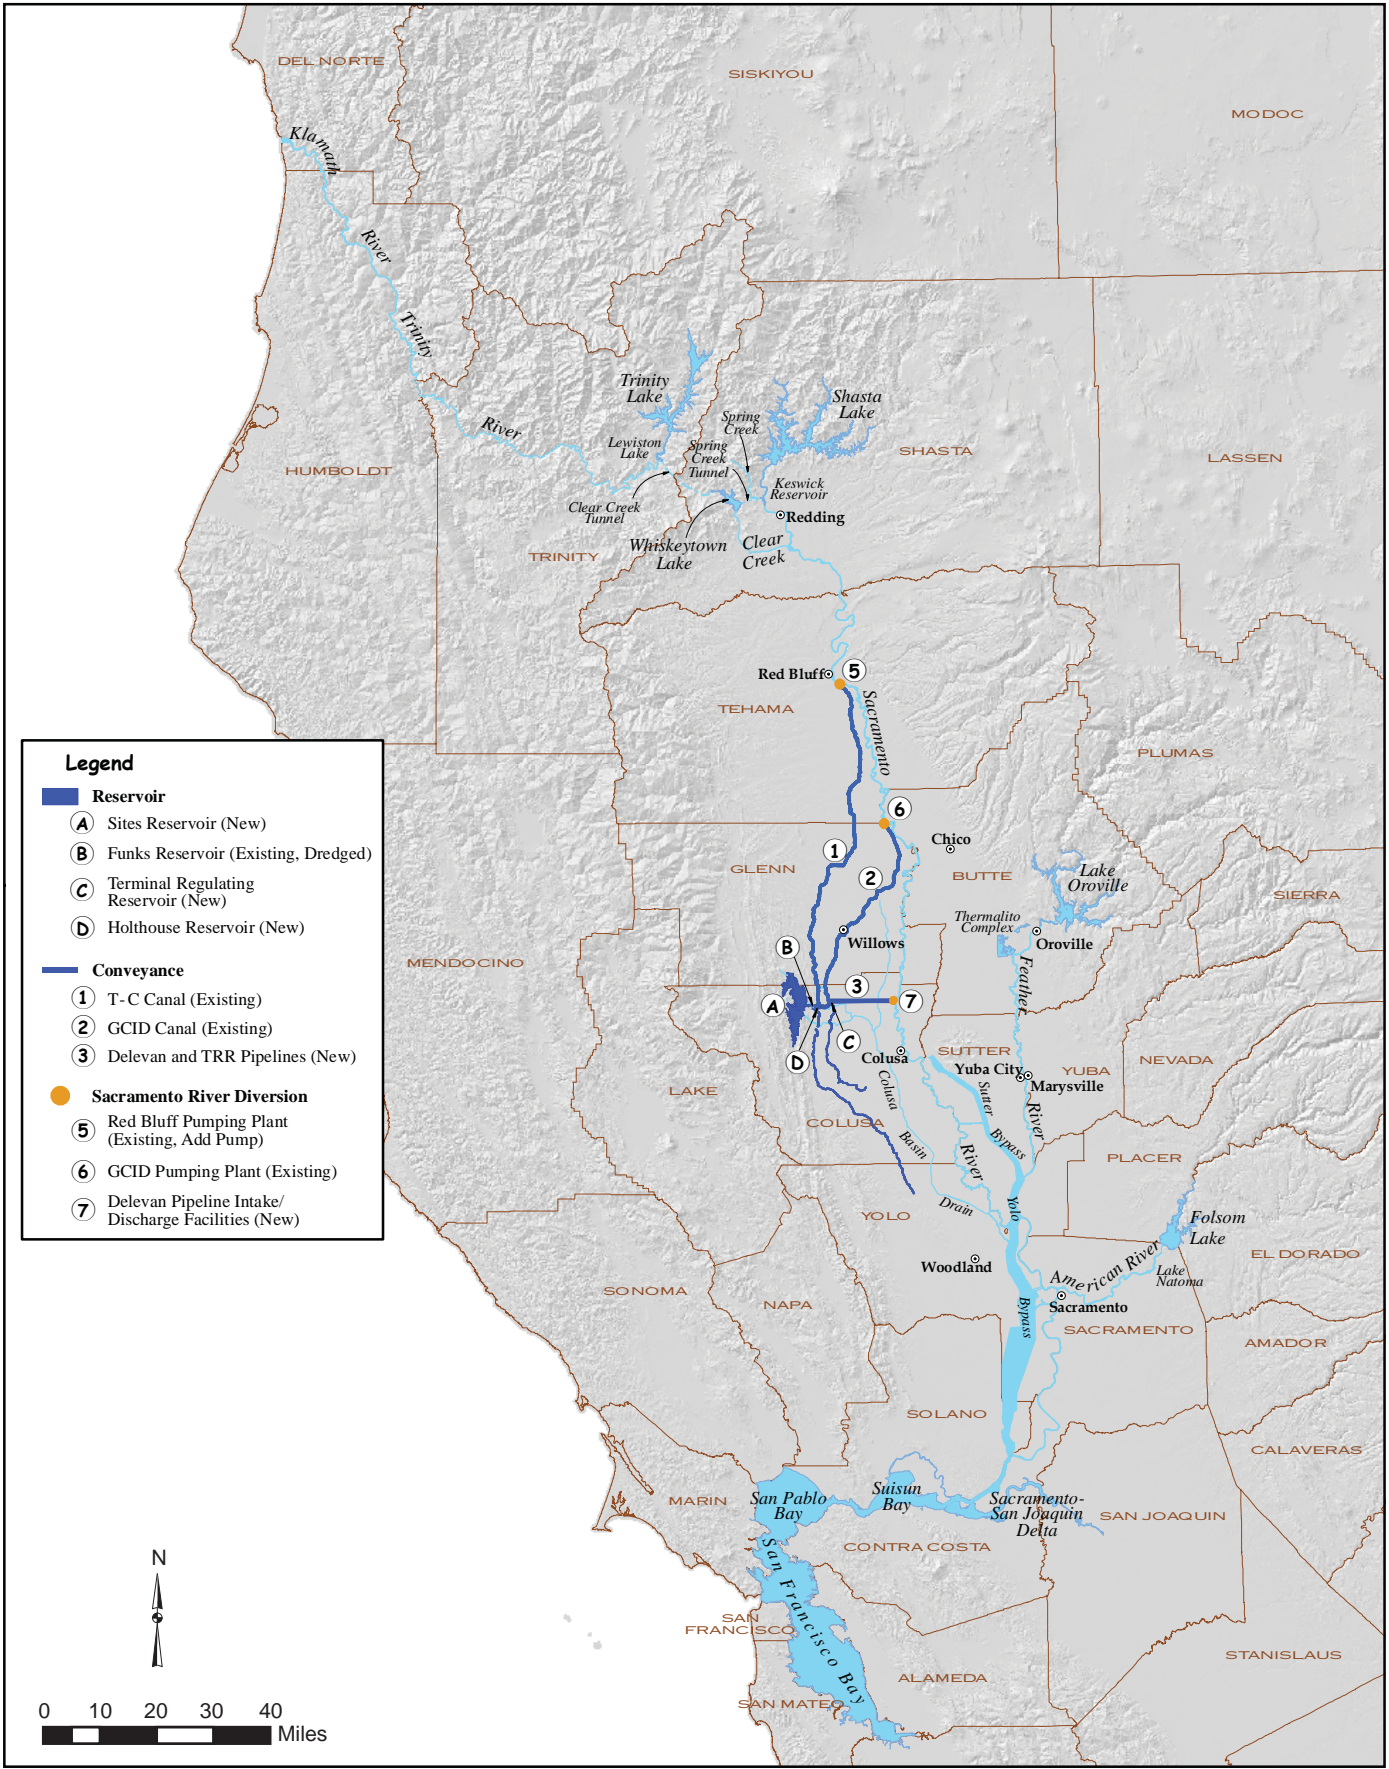 DEL NORTE
SISKIYOU
MODOC
Klamath
River
Trinity
River
Trinity
Lake
Shasta
Lake
Spring
Creek
Lewiston
Lake
Spring
Creek
Tunnel
SHASTA
LASSEN
HUMBOLDT
Keswick
Reservoir
Clear Creek
Tunnel
Redding
TRINITY
Whiskeytown
Lake
Clear
Creek
Red Bluff
5
TEHAMA
Sacramento
PLUMAS
6
Chico
1
GLENN
2
BUTTE
Lake
Oroville
SIERRA
Thermalito
Complex
Oroville
Willows
B
MENDOCINO
Feather
3
A
7
C
D
Colusa
SUTTER
NEVADA
Yuba City
YUBA
Marysville
LAKE
Colusa
Sutter
River
COLUSA
Basin
Bypass
River
PLACER
Drain
Yolo
YOLO
Folsom
Lake
Woodland
American River
EL DORADO
Lake
Natoma
SONOMA
NAPA
Bypass
Sacramento
SACRAMENTO
AMADOR
SOLANO
CALAVERAS
MARIN
San Pablo
Bay
Suisun
Bay
Sacramento-
San Joaquin
Delta
SAN JOAQUIN
CONTRA COSTA
San Francisco Bay
SAN
FRANCISCO
STANISLAUS
ALAMEDA
SAN MATEO
Legend
Reservoir
A Sites Reservoir (New)
B Funks Reservoir (Existing, Dredged)
C Terminal Regulating
Reservoir (New)
D Holthouse Reservoir (New)
Conveyance
1 T-C Canal (Existing)
2 GCID Canal (Existing)
3 Delevan and TRR Pipelines (New)
Sacramento River Diversion
5 Red Bluff Pumping Plant
(Existing, Add Pump)
6 GCID Pumping Plant (Existing)
7 Delevan Pipeline Intake/
Discharge Facilities (New)
N
0 10 20 30 40
Miles